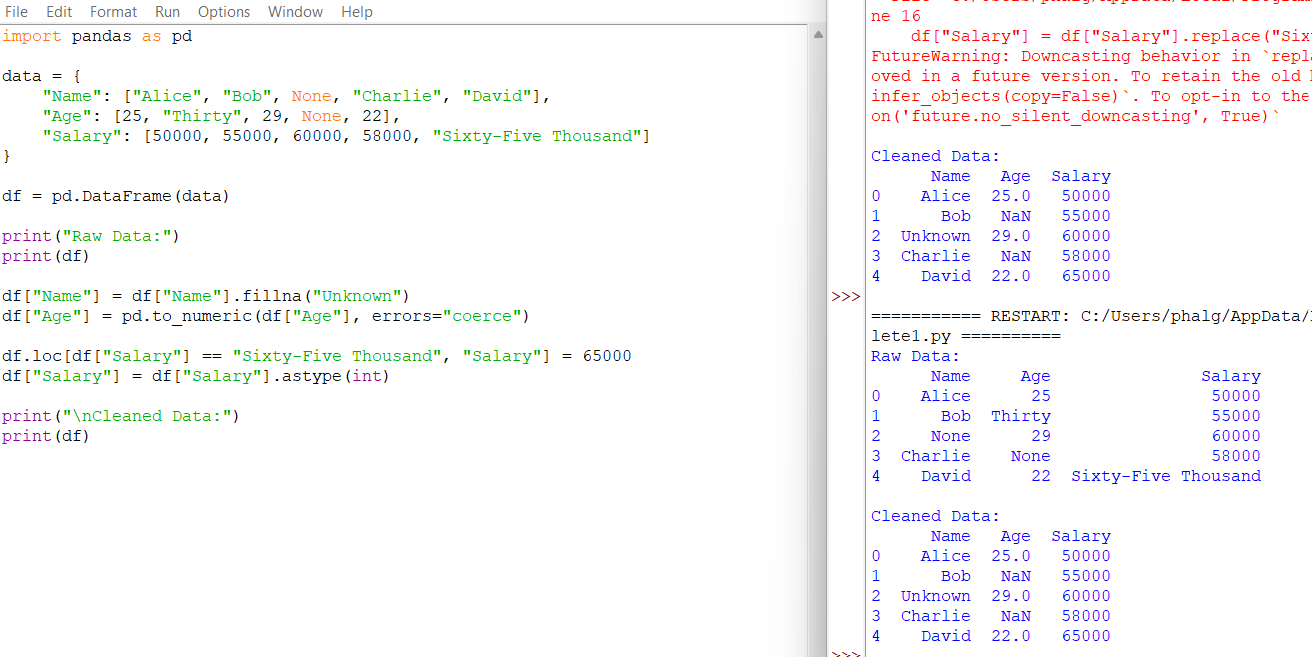 File Edit Format Run Options Window Help
import pandas as pd
data = {
    "Name": ["Alice", "Bob", None, "Charlie", "David"],
    "Age": [25, "Thirty", 29, None, 22],
    "Salary": [50000, 55000, 60000, 58000, "Sixty-Five Thousand"]
}
df = pd.DataFrame(data)
print("Raw Data:")
print(df)
df["Name"] = df["Name"].fillna("Unknown")
df["Age"] = pd.to_numeric(df["Age"], errors="coerce")
df.loc[df["Salary"] == "Sixty-Five Thousand", "Salary"] = 65000
df["Salary"] = df["Salary"].astype(int)
print("\nCleaned Data:")
print(df)
ne 16
    df["Salary"] = df["Salary"].replace("Six
FutureWarning: Downcasting behavior in `repl
oved in a future version. To retain the old
infer_objects(copy=False)`. To opt-in to the
on('future.no_silent_downcasting', True)`
Cleaned Data:
      Name   Age  Salary
0    Alice  25.0   50000
1      Bob   NaN   55000
2  Unknown  29.0   60000
3  Charlie   NaN   58000
4    David  22.0   65000
>>>
=========== RESTART: C:/Users/phalg/AppData/
lete1.py ==========
Raw Data:
      Name     Age               Salary
0    Alice      25                50000
1      Bob  Thirty                55000
2     None      29                60000
3  Charlie    None                58000
4    David      22  Sixty-Five Thousand
Cleaned Data:
      Name   Age  Salary
0    Alice  25.0   50000
1      Bob   NaN   55000
2  Unknown  29.0   60000
3  Charlie   NaN   58000
4    David  22.0   65000
>>>